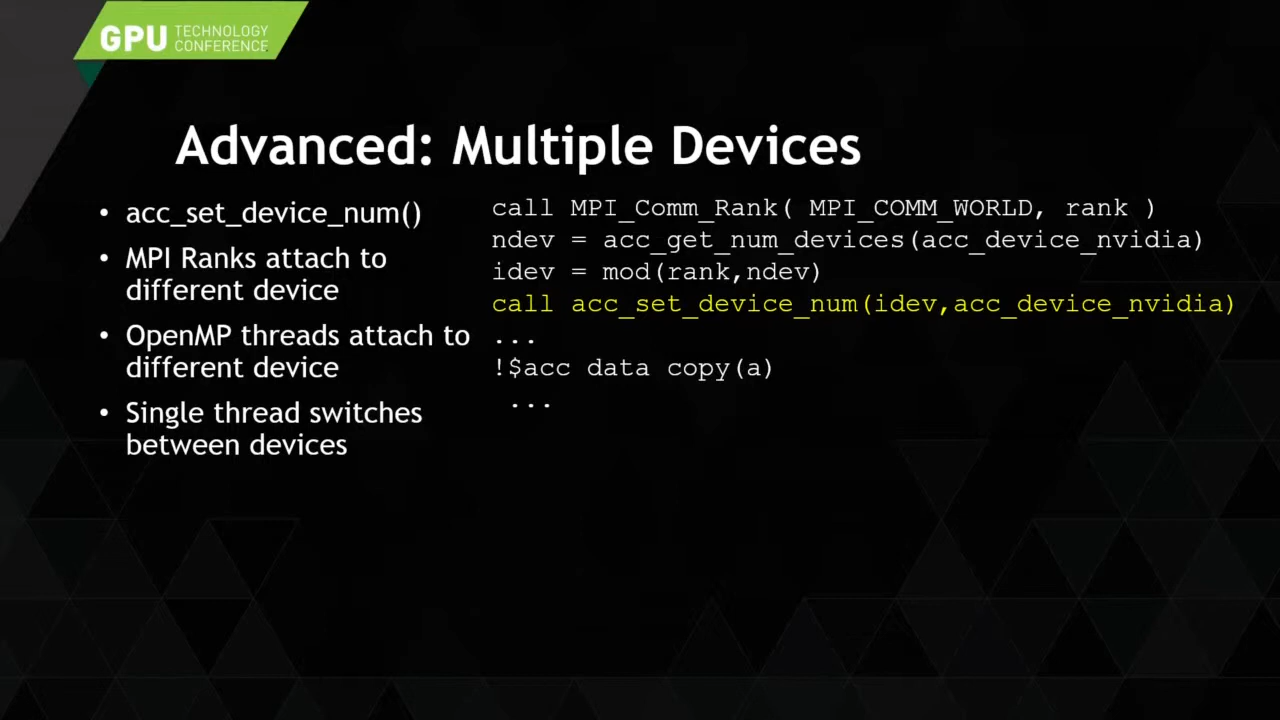 GPU TECHNOLOGY
CONFERENCE
Advanced: Multiple Devices
• acc_set_device_num()
• MPI Ranks attach to
different device
• OpenMP threads attach to
different device
• Single thread switches
between devices
call MPI_Comm_Rank( MPI_COMM_WORLD, rank )
ndev = acc_get_num_devices(acc_device_nvidia)
idev = mod(rank,ndev)
call acc_set_device_num(idev,acc_device_nvidia)
...
!$acc data copy(a)
...